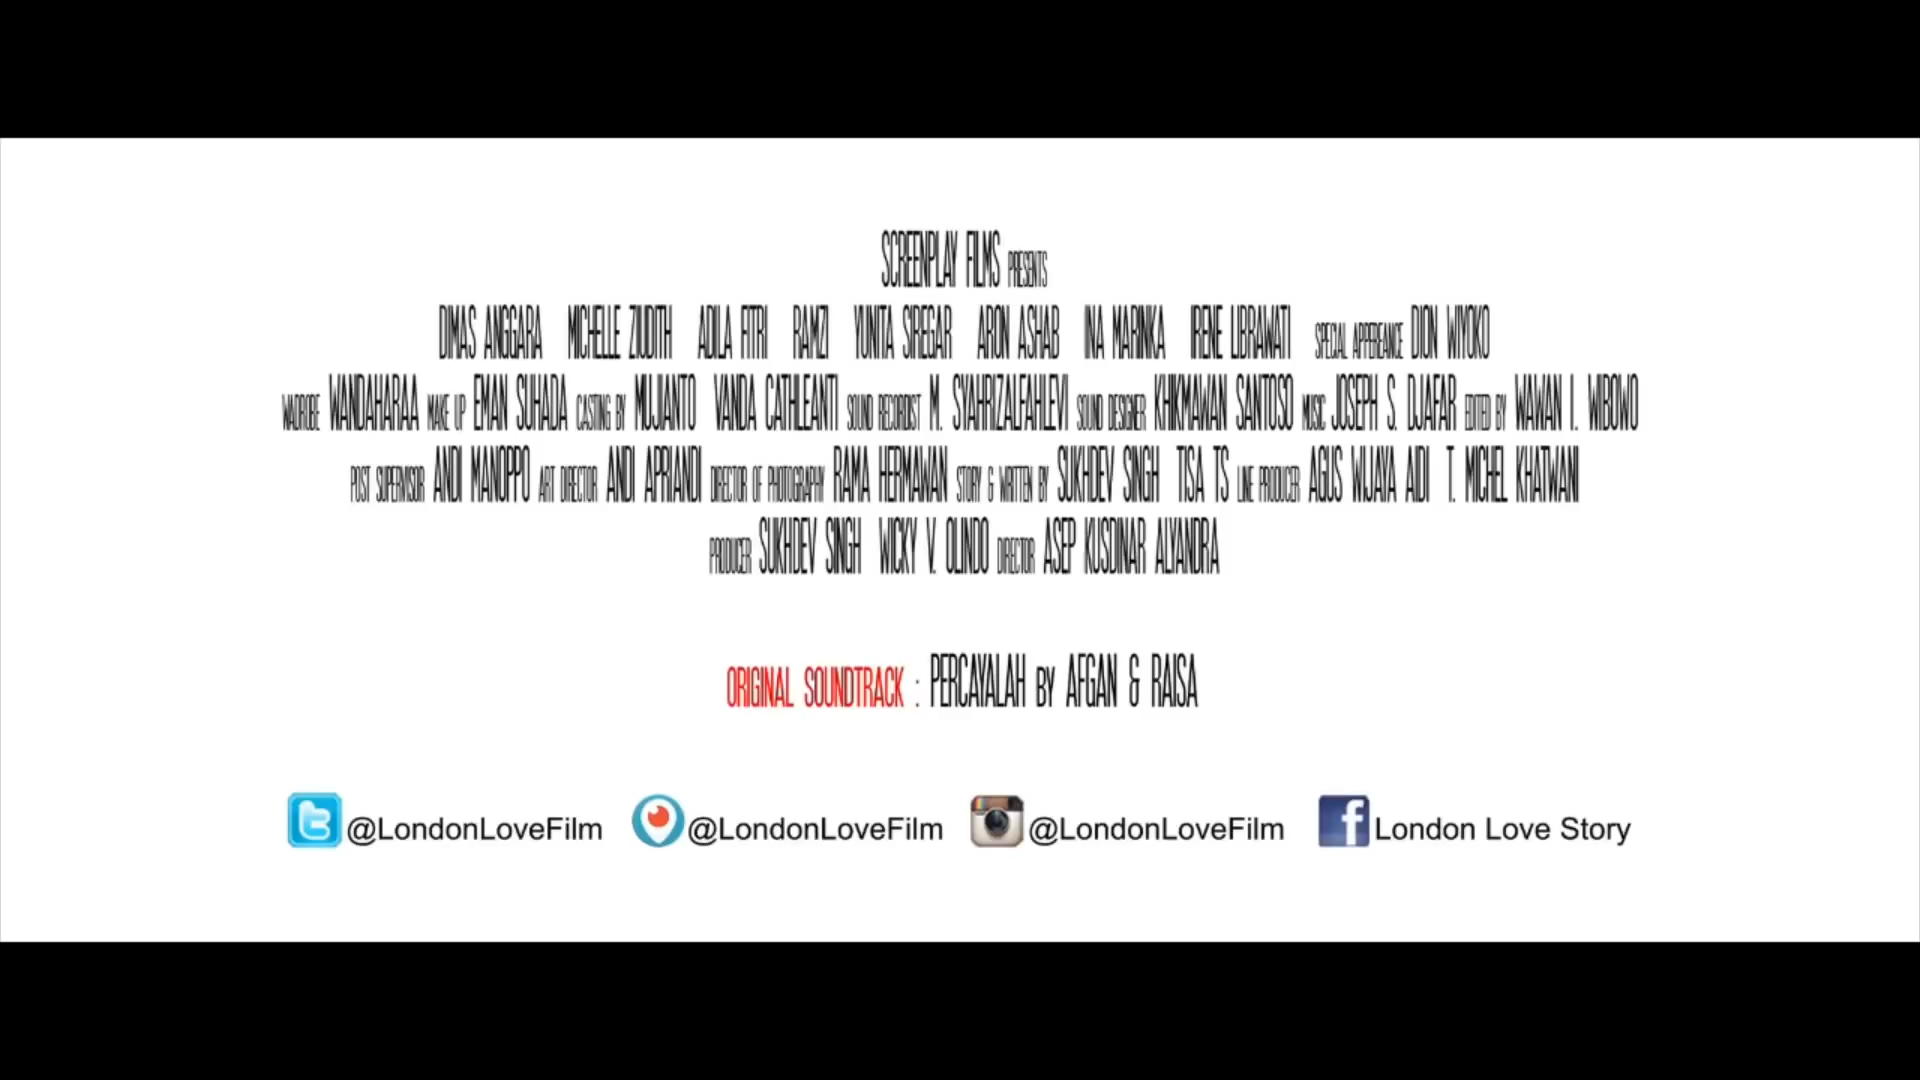 SCREENPLAY FILMS PRESENTS
DIMAS ANGGARA MICHELLE ZIUDITH ADILA FITRI RAMZI YUNITA SIREGAR ARON ASHAB INA MARINKA IRENE LIBRAWATI SPECIAL APPEREANCE DION WIYOKO
WADROBE WANDAHARAA MAKE UP EMAN SUHADA CASTING BY MUJIANTO VANDA CATHLEANTI SOUND RECORDIST M. SYAHRIZALFAHLEVI SOUND DESIGNER KHIKMAWAN SANTOSO MUSIC JOSEPH S. DJAFAR EDITED BY WAWAN I. WIBOWO
POST SUPERVISOR ANDI MANOPPO ART DIRECTOR ANDI APRIANDI DIRECTOR OF PHOTOGRAPHY RAMA HERMAWAN STORY & WRITTEN BY SUKHDEV SINGH TISA TS LINE PRODUCER AGUS WIJAYA AIDI T. MICHEL KHATWANI
PRODUCER SUKHDEV SINGH WICKY V. OLINDO DIRECTOR ASEP KUSDINAR ALYANDRA
ORIGINAL SOUNDTRACK : PERCAYALAH BY AFGAN & RAISA
@LondonLoveFilm @LondonLoveFilm @LondonLoveFilm London Love Story